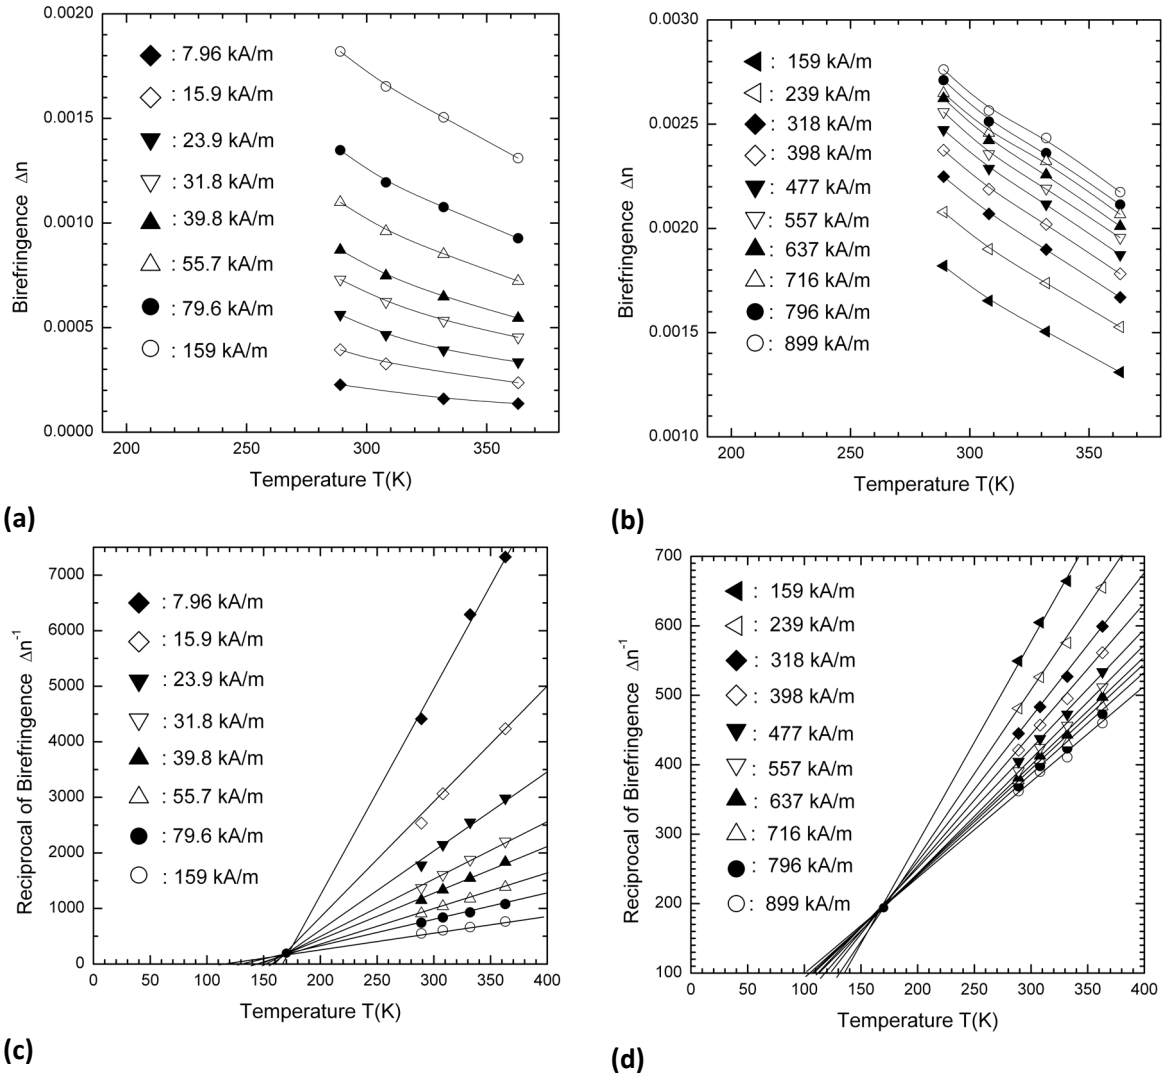 0.0020
0.0015
0.0010
0.0005
0.0000
Birefringence Δn
: 7.96 kA/m
: 15.9 kA/m
: 23.9 kA/m
: 31.8 kA/m
: 39.8 kA/m
: 55.7 kA/m
: 79.6 kA/m
: 159 kA/m
200 250 300 350
Temperature T(K)
(a)
0.0030
0.0025
0.0020
0.0015
0.0010
Birefringence Δn
: 159 kA/m
: 239 kA/m
: 318 kA/m
: 398 kA/m
: 477 kA/m
: 557 kA/m
: 637 kA/m
: 716 kA/m
: 796 kA/m
: 899 kA/m
200 250 300 350
Temperature T(K)
(b)
7000
6000
5000
4000
3000
2000
1000
0
Reciprocal of Birefringence Δn⁻¹
: 7.96 kA/m
: 15.9 kA/m
: 23.9 kA/m
: 31.8 kA/m
: 39.8 kA/m
: 55.7 kA/m
: 79.6 kA/m
: 159 kA/m
0 50 100 150 200 250 300 350 400
Temperature T(K)
(c)
700
600
500
400
300
200
100
Reciprocal of Birefringence Δn⁻¹
: 159 kA/m
: 239 kA/m
: 318 kA/m
: 398 kA/m
: 477 kA/m
: 557 kA/m
: 637 kA/m
: 716 kA/m
: 796 kA/m
: 899 kA/m
0 50 100 150 200 250 300 350 400
Temperature T(K)
(d)